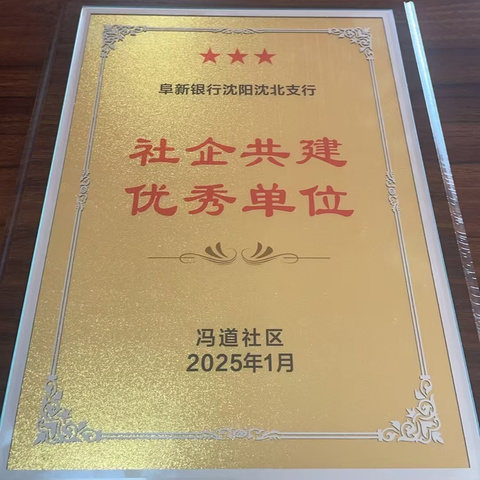 阜新银行沈阳沈北支行
社企共建
优秀单位
冯道社区
2025年1月